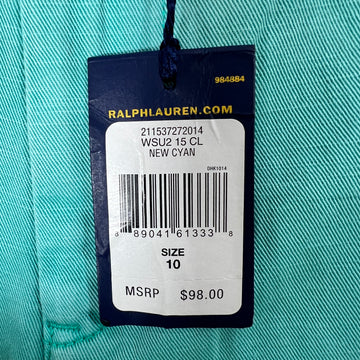 984884
RALPHLAUREN.COM
211537272014
WSU2 15 CL
NEW CYAN
DHK1014
8 89041 61333 8
SIZE
10
MSRP $98.00